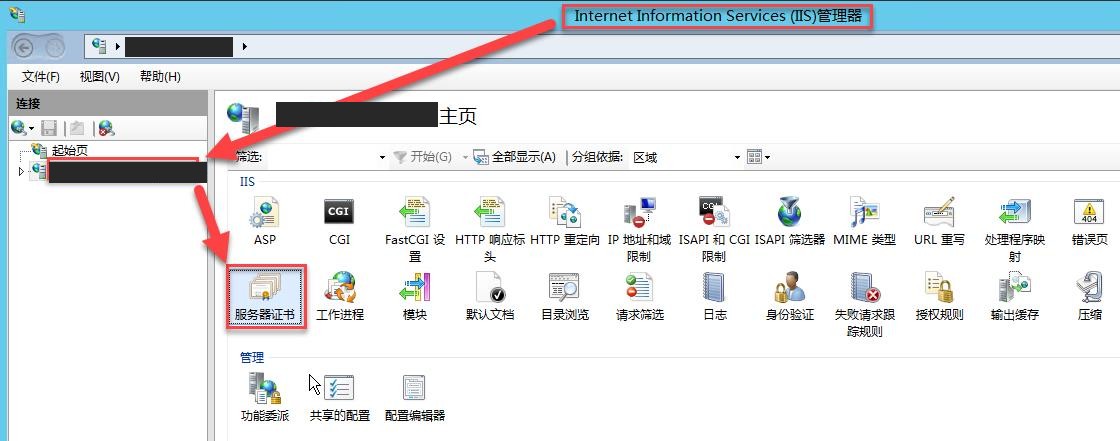 Internet Information Services (IIS)管理器
文件(F) 视图(V) 帮助(H)
连接
主页
起始页
筛选: 开始(G) 全部显示(A) 分组依据: 区域
IIS
ASP
CGI
CGI
FastCGI 设
置
HTTP 响应标
头
HTTP 重定向
IP 地址和域
限制
CGI
ISAPI 和 CGI
限制
ISAPI 筛选器
MIME 类型
URL 重写
处理程序映
射
404
错误页
服务器证书
工作进程
模块
默认文档
目录浏览
请求筛选
日志
身份验证
失败请求跟
踪规则
授权规则
输出缓存
压缩
管理
功能委派
共享的配置
配置编辑器